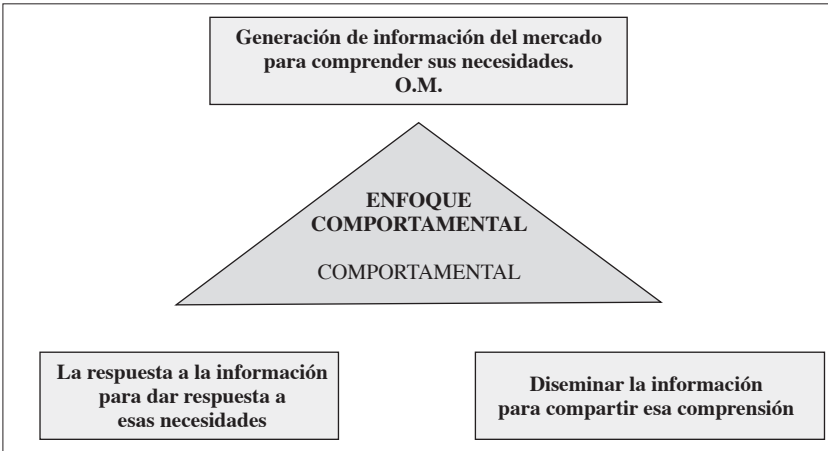 Generación de información del mercado
para comprender sus necesidades.
O.M.
ENFOQUE
COMPORTAMENTAL
COMPORTAMENTAL
La respuesta a la información
para dar respuesta a
esas necesidades
Diseminar la información
para compartir esa comprensión